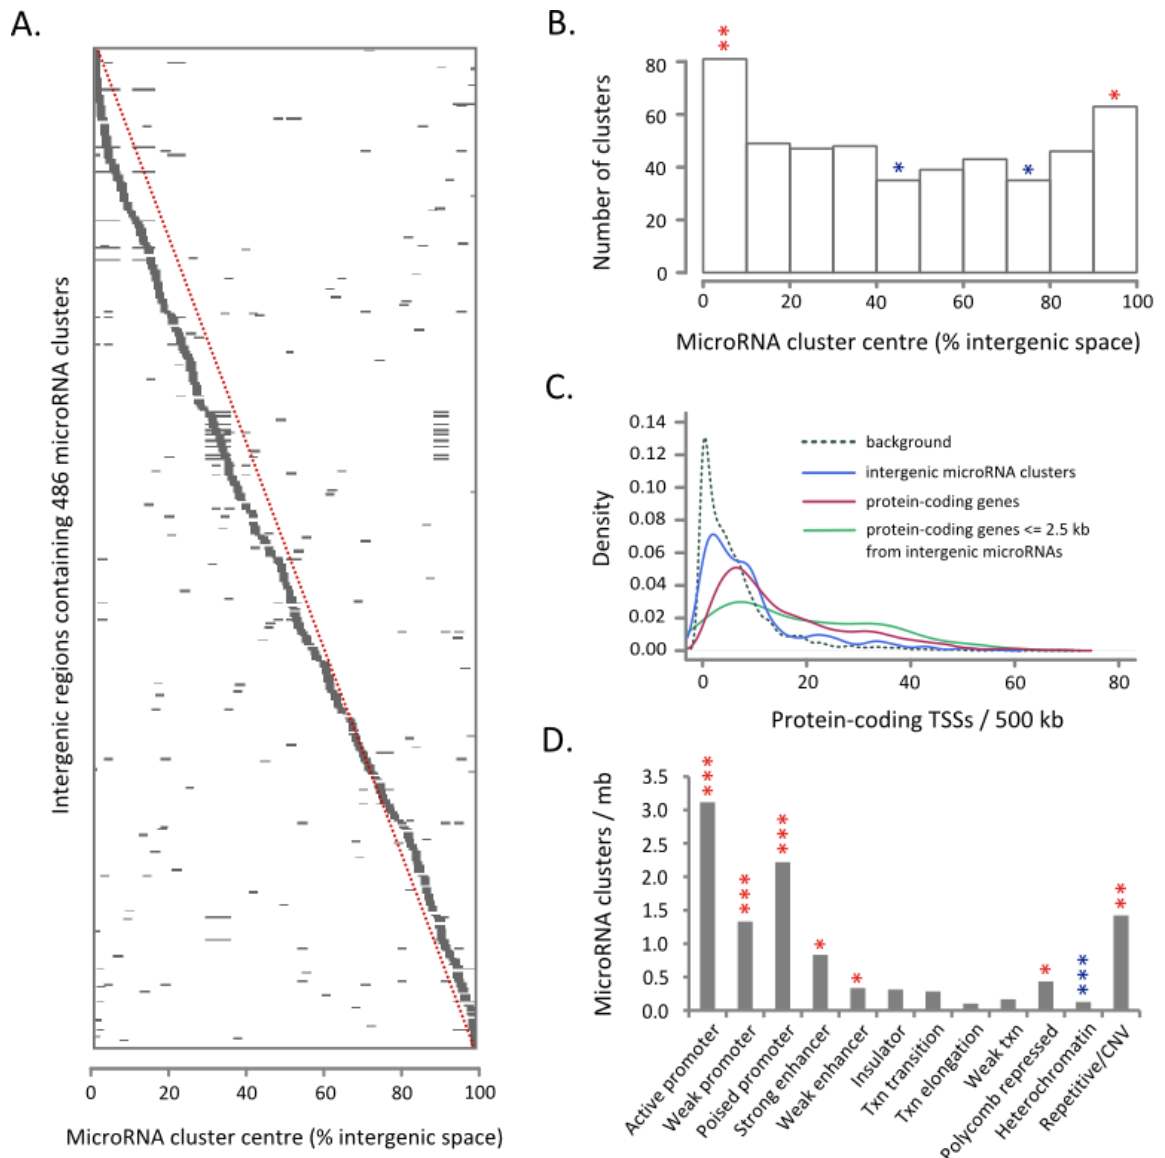 A.
Intergenic regions containing 486 microRNA clusters
0 20 40 60 80 100
MicroRNA cluster centre (% intergenic space)
B.
**
*
*
*
Number of clusters
80
60
40
20
0
0 20 40 60 80 100
MicroRNA cluster centre (% intergenic space)
C.
Density
0.14
0.12
0.10
0.08
0.06
0.04
0.02
0.00
background
intergenic microRNA clusters
protein-coding genes
protein-coding genes <= 2.5 kb
from intergenic microRNAs
0 20 40 60 80
Protein-coding TSSs / 500 kb
D.
MicroRNA clusters / mb
3.5
3.0
2.5
2.0
1.5
1.0
0.5
0.0
***
***
***
*
*
*
***
**
Active promoter
Weak promoter
Poised promoter
Strong enhancer
Weak enhancer
Insulator
Txn transition
Txn elongation
Weak txn
Polycomb repressed
Heterochromatin
Repetitive/CNV